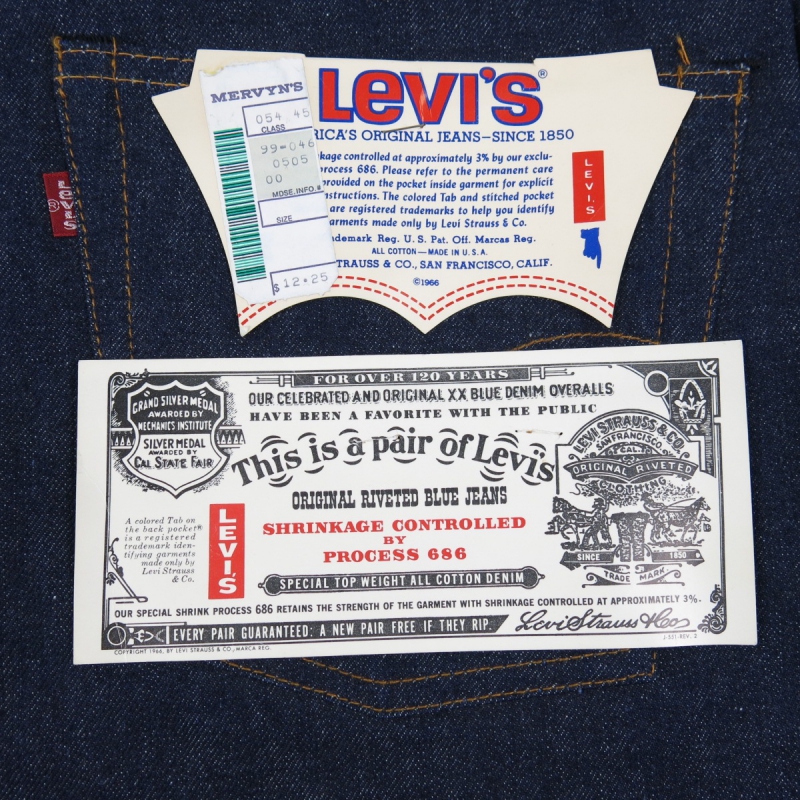 MERVYN'S
054 45
CLASS
99-046
0505
00
MDSE. INFO.
SIZE
$12.25
LEVI'S®
RICA'S ORIGINAL JEANS–SINCE 1850
kage controlled at approximately 3% by our exclu-
process 686. Please refer to the permanent care
provided on the pocket inside garment for explicit
structions. The colored Tab and stitched pocket
are registered trademarks to help you identify
arments made only by Levi Strauss & Co.
demark Reg. U. S. Pat. Off. Marcas Reg.
ALL COTTON—MADE IN U. S. A.
STRAUSS & CO., SAN FRANCISCO, CALIF.
©1966
LEVI'S
LEVI'S®
FOR OVER 120 YEARS
OUR CELEBRATED AND ORIGINAL XX BLUE DENIM OVERALLS
HAVE BEEN A FAVORITE WITH THE PUBLIC
GRAND SILVER MEDAL
AWARDED BY
MECHANICS INSTITUTE
SILVER MEDAL
AWARDED BY
CAL STATE FAIR
This is a pair of Levi's
ORIGINAL RIVETED BLUE JEANS
SHRINKAGE CONTROLLED
BY
PROCESS 686
SPECIAL TOP WEIGHT ALL COTTON DENIM
LEVI STRAUSS & CO.
SAN FRANCISCO,
CAL.
ORIGINAL RIVETED
CLOTHING
SINCE 1850
TRADE MARK
A colored Tab on
the back pocket®
is a registered
trademark iden-
tifying garments
made only by
Levi Strauss
& Co.
LEVI'S
OUR SPECIAL SHRINK PROCESS 686 RETAINS THE STRENGTH OF THE GARMENT WITH SHRINKAGE CONTROLLED AT APPROXIMATELY 3%.
EVERY PAIR GUARANTEED: A NEW PAIR FREE IF THEY RIP.
Levi Strauss & Co
COPYRIGHT 1966, BY LEVI STRAUSS & CO., MARCA REG.
J-521-REV. 2